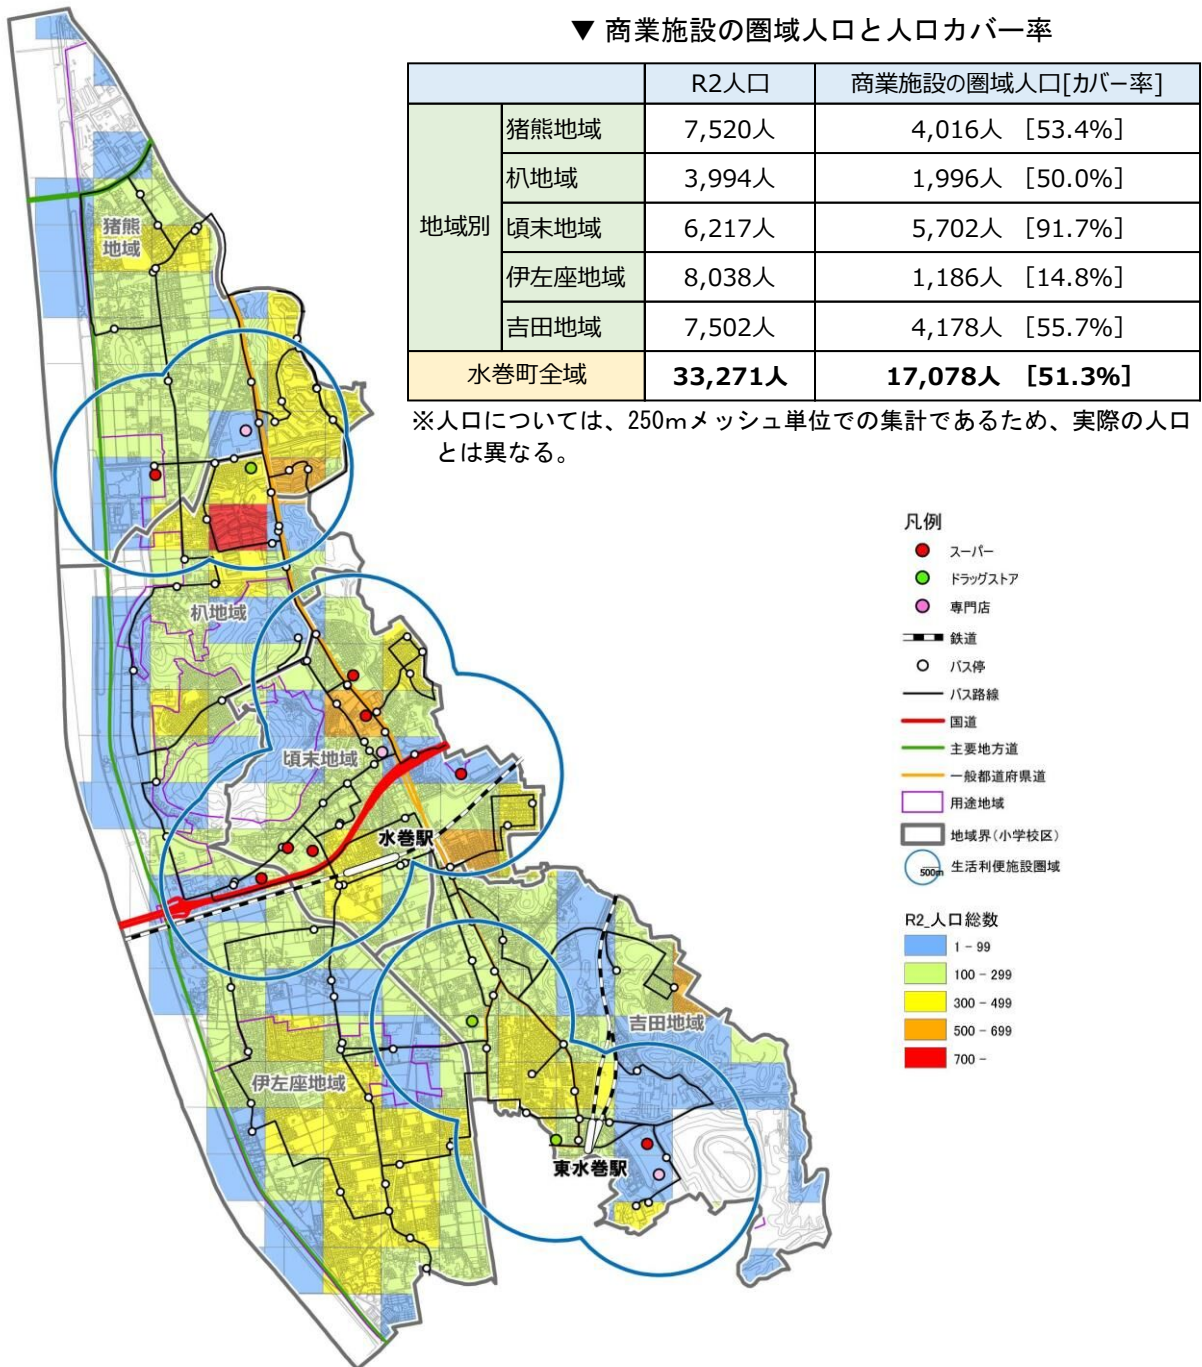 ▼ 商業施設の圏域人口と人口カバー率
R2人口 商業施設の圏域人口[カバー率]
地域別
猪熊地域 7,520人 4,016人 [53.4%]
杁地域 3,994人 1,996人 [50.0%]
頃末地域 6,217人 5,702人 [91.7%]
伊左座地域 8,038人 1,186人 [14.8%]
吉田地域 7,502人 4,178人 [55.7%]
水巻町全域 33,271人 17,078人 [51.3%]
※人口については、250mメッシュ単位での集計であるため、実際の人口
とは異なる。
猪熊
地域
杁地域
頃末地域
水巻駅
吉田地域
伊左座地域
東水巻駅
凡例
スーパー
ドラッグストア
専門店
鉄道
バス停
バス路線
国道
主要地方道
一般都道府県道
用途地域
地域界(小学校区)
500m 生活利便施設圏域
R2_人口総数
1 - 99
100 - 299
300 - 499
500 - 699
700 -